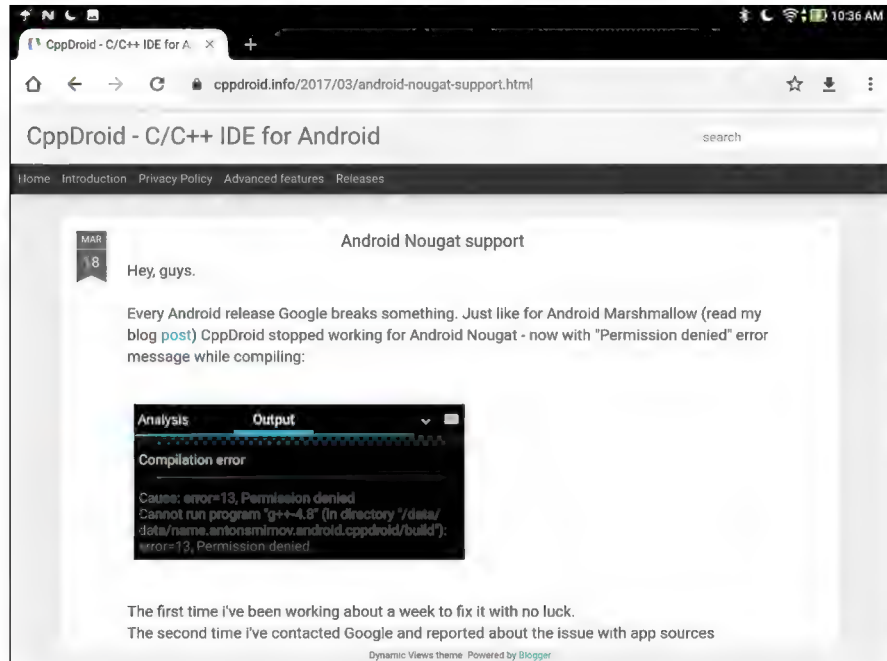 10:36 AM
CppDroid - C/C++ IDE for A
cppdroid.info/2017/03/android-nougat-support.html
CppDroid - C/C++ IDE for Android
search
Home Introduction Privacy Policy Advanced features Releases
MAR
18
Android Nougat support
Hey, guys.
Every Android release Google breaks something. Just like for Android Marshmallow (read my
blog post) CppDroid stopped working for Android Nougat - now with "Permission denied" error
message while compiling:
Analysis Output
Compilation error
Cause: error=13, Permission denied
Cannot run program "g++-4.8" (in directory "/data/
data/name.antonsmirnov.android.cppdroid/build"):
error=13, Permission denied
The first time i've been working about a week to fix it with no luck.
The second time i've contacted Google and reported about the issue with app sources
Dynamic Views theme. Powered by Blogger